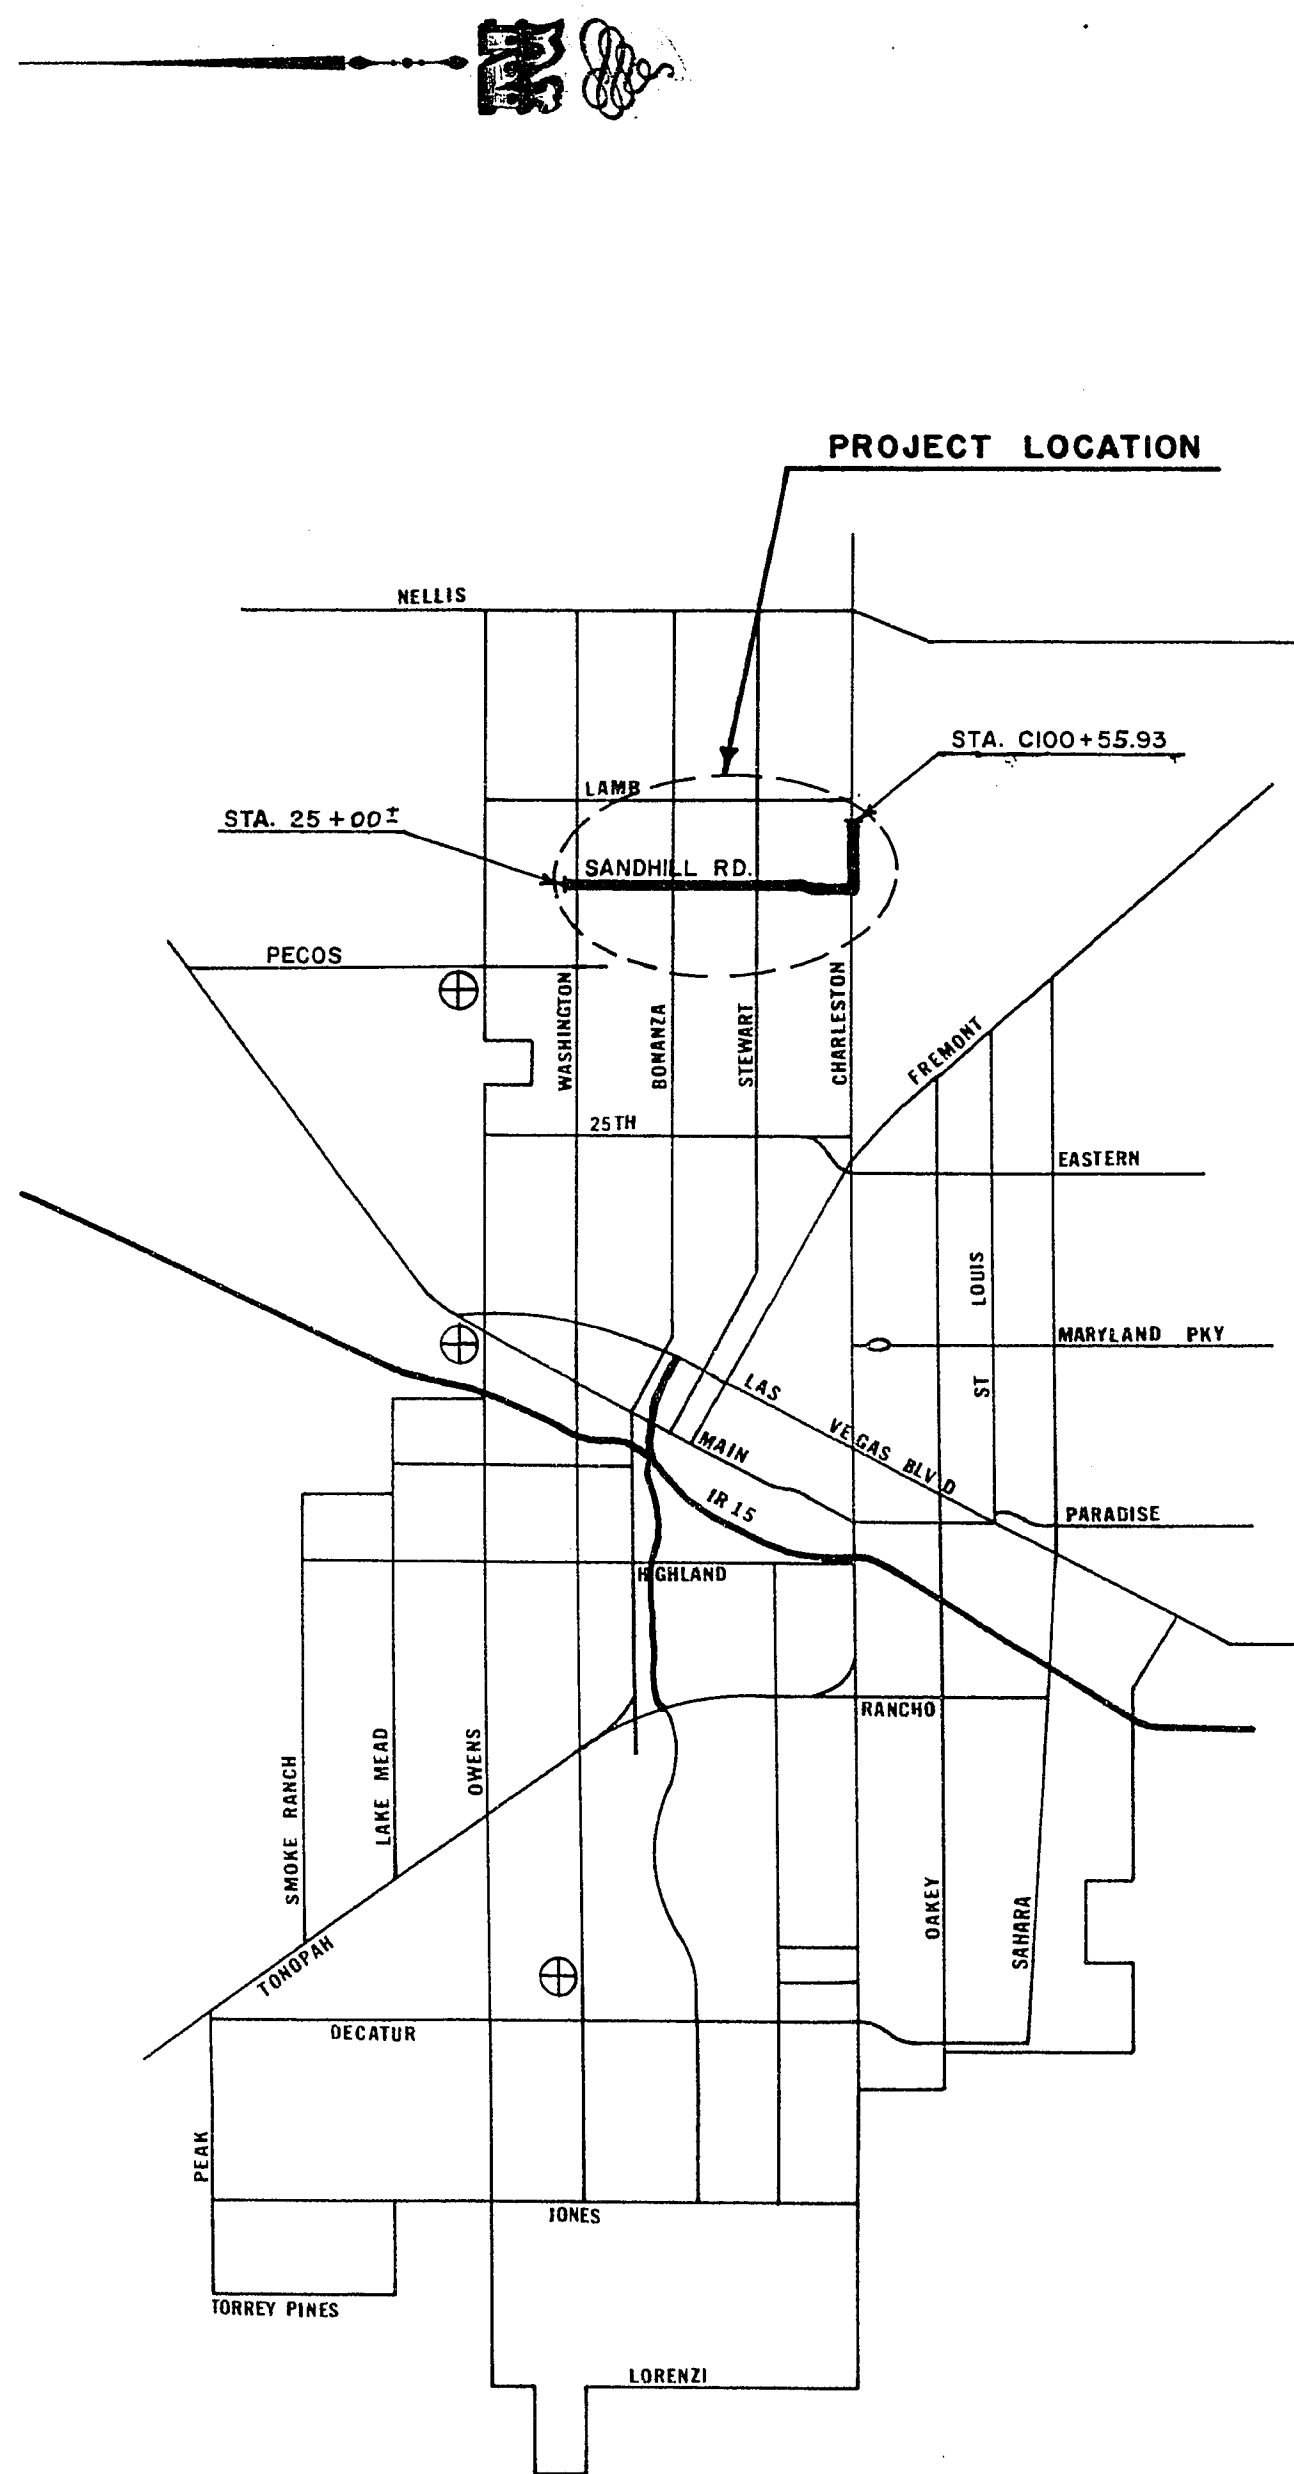 PROJECT LOCATION
NELLIS
STA. C100+55.93
LAMB
STA. 25+00±
SANDHILL RD.
PECOS
WASHINGTON
BONANZA
STEWART
CHARLESTON
FREMONT
25TH
EASTERN
ST LOUIS
MARYLAND PKY
LAS VEGAS BLVD
MAIN
IR 15
PARADISE
HIGHLAND
RANCHO
SMOKE RANCH
LAKE MEAD
OWENS
OAKEY
SAHARA
TONOPAH
DECATUR
PEAK
JONES
TORREY PINES
LORENZI